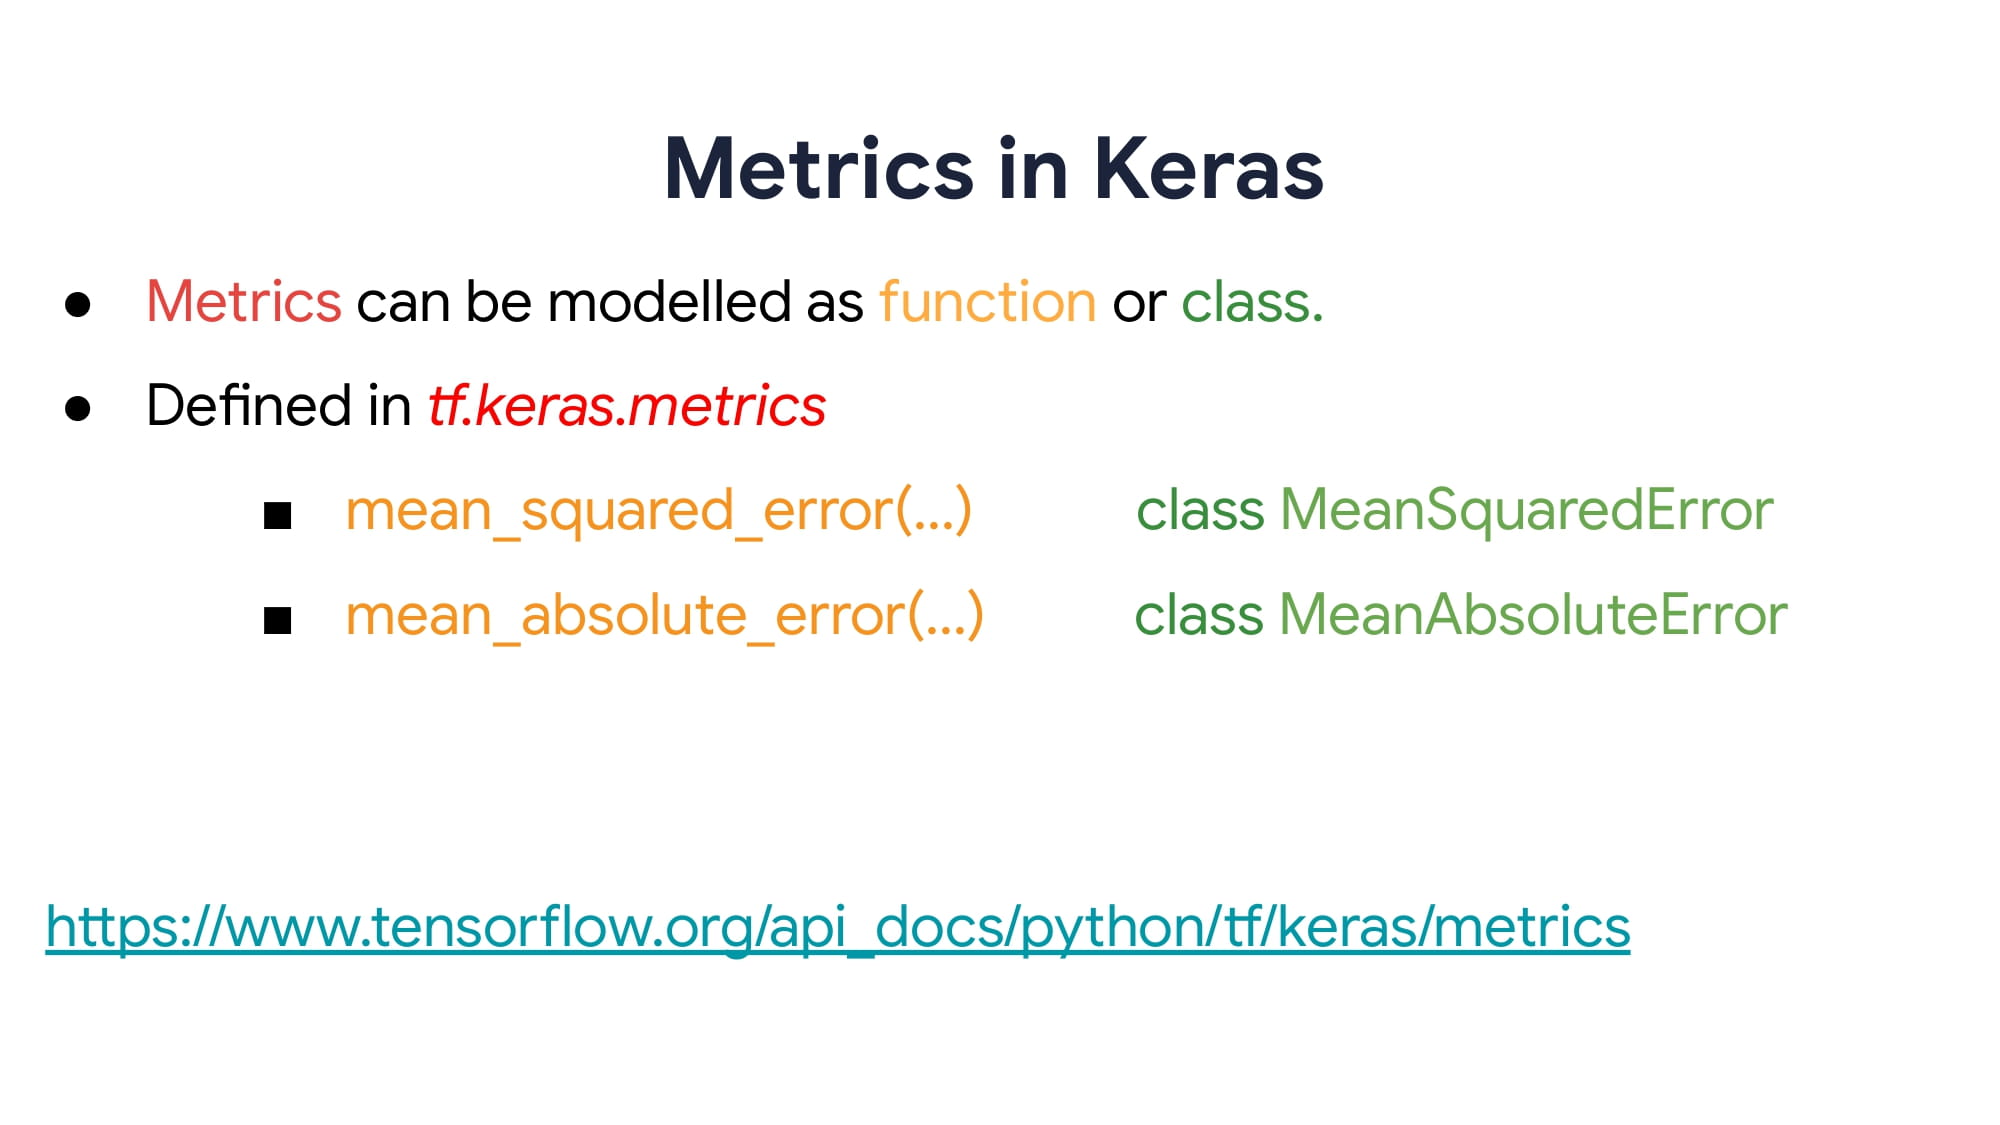 Metrics in Keras
● Metrics can be modelled as function or class.
● Defined in tf.keras.metrics
■ mean_squared_error(...) class MeanSquaredError
■ mean_absolute_error(...) class MeanAbsoluteError
https://www.tensorflow.org/api_docs/python/tf/keras/metrics